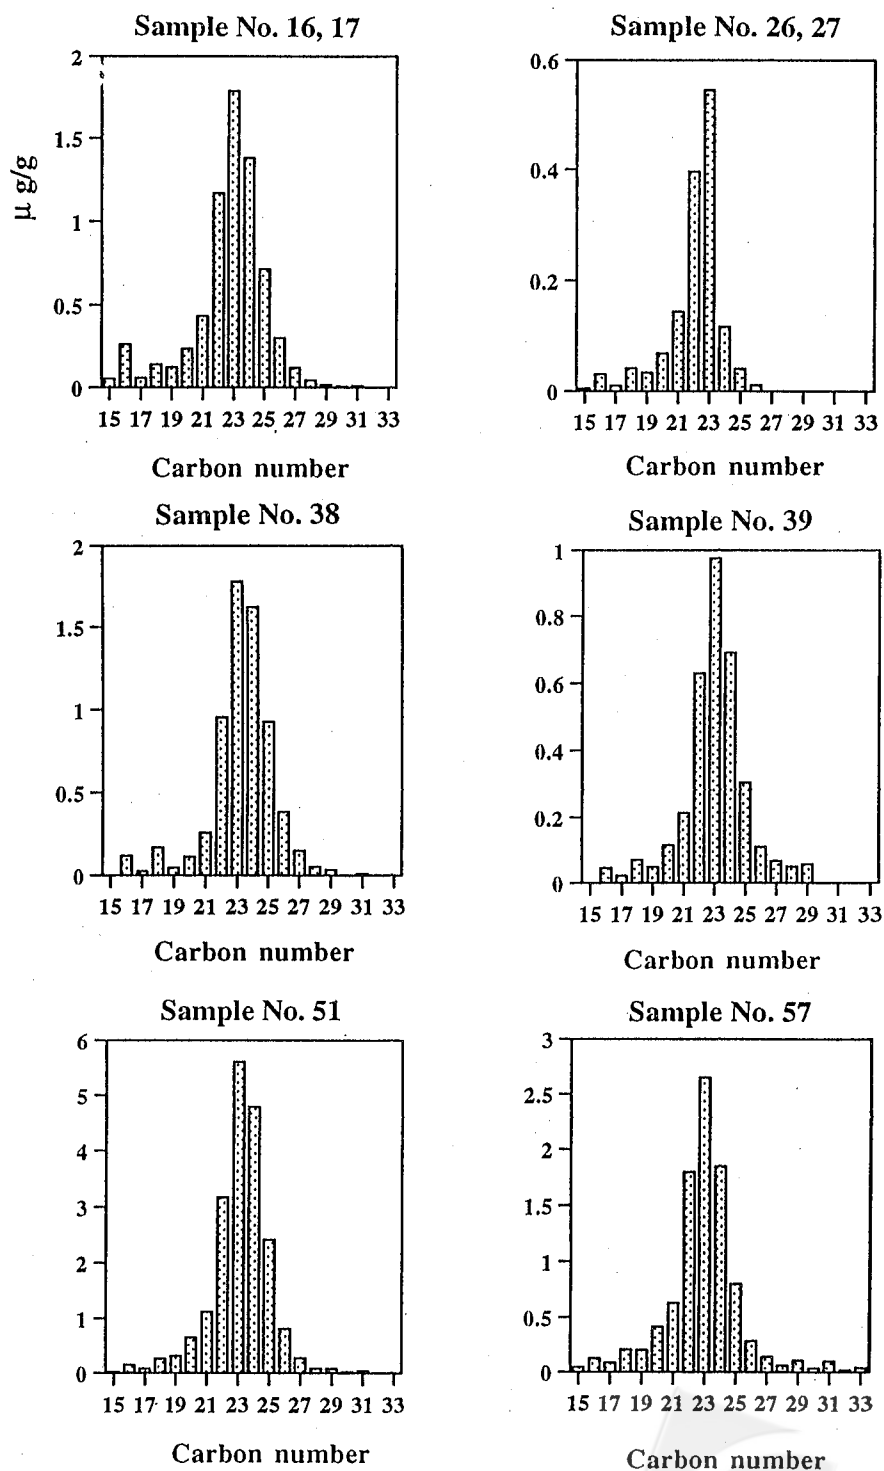 Sample No. 16, 17
2
1.5
1
0.5
0
μ g/g
15 17 19 21 23 25 27 29 31 33
Carbon number
Sample No. 26, 27
0.6
0.4
0.2
0
15 17 19 21 23 25 27 29 31 33
Carbon number
Sample No. 38
2
1.5
1
0.5
0
15 17 19 21 23 25 27 29 31 33
Carbon number
Sample No. 39
1
0.8
0.6
0.4
0.2
0
15 17 19 21 23 25 27 29 31 33
Carbon number
Sample No. 51
6
5
4
3
2
1
0
15 17 19 21 23 25 27 29 31 33
Carbon number
Sample No. 57
3
2.5
2
1.5
1
0.5
0
15 17 19 21 23 25 27 29 31 33
Carbon number